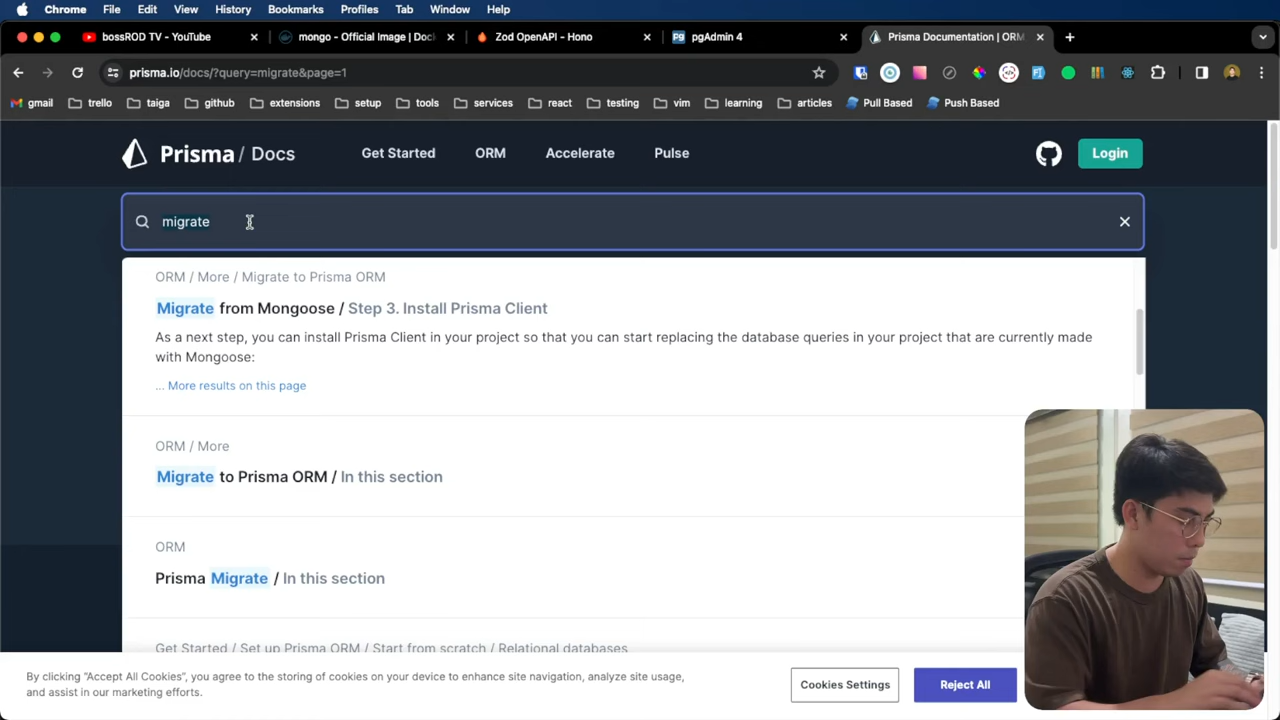 Chrome File Edit View History Bookmarks Profiles Tab Window Help
bossROD TV - YouTube mongo - Official Image | Doc Zod OpenAPI - Hono pgAdmin 4 Prisma Documentation | ORM
prisma.io/docs/?query=migrate&page=1
gmail trello taiga github extensions setup tools services react testing vim learning articles Pull Based Push Based
Prisma / Docs Get Started ORM Accelerate Pulse Login
migrate
ORM / More / Migrate to Prisma ORM
Migrate from Mongoose / Step 3. Install Prisma Client
As a next step, you can install Prisma Client in your project so that you can start replacing the database queries in your project that are currently made
with Mongoose:
... More results on this page
ORM / More
Migrate to Prisma ORM / In this section
ORM
Prisma Migrate / In this section
Get Started / Set up Prisma ORM / Start from scratch / Relational databases
By clicking “Accept All Cookies”, you agree to the storing of cookies on your device to enhance site navigation, analyze site usage,
and assist in our marketing efforts.
Cookies Settings Reject All